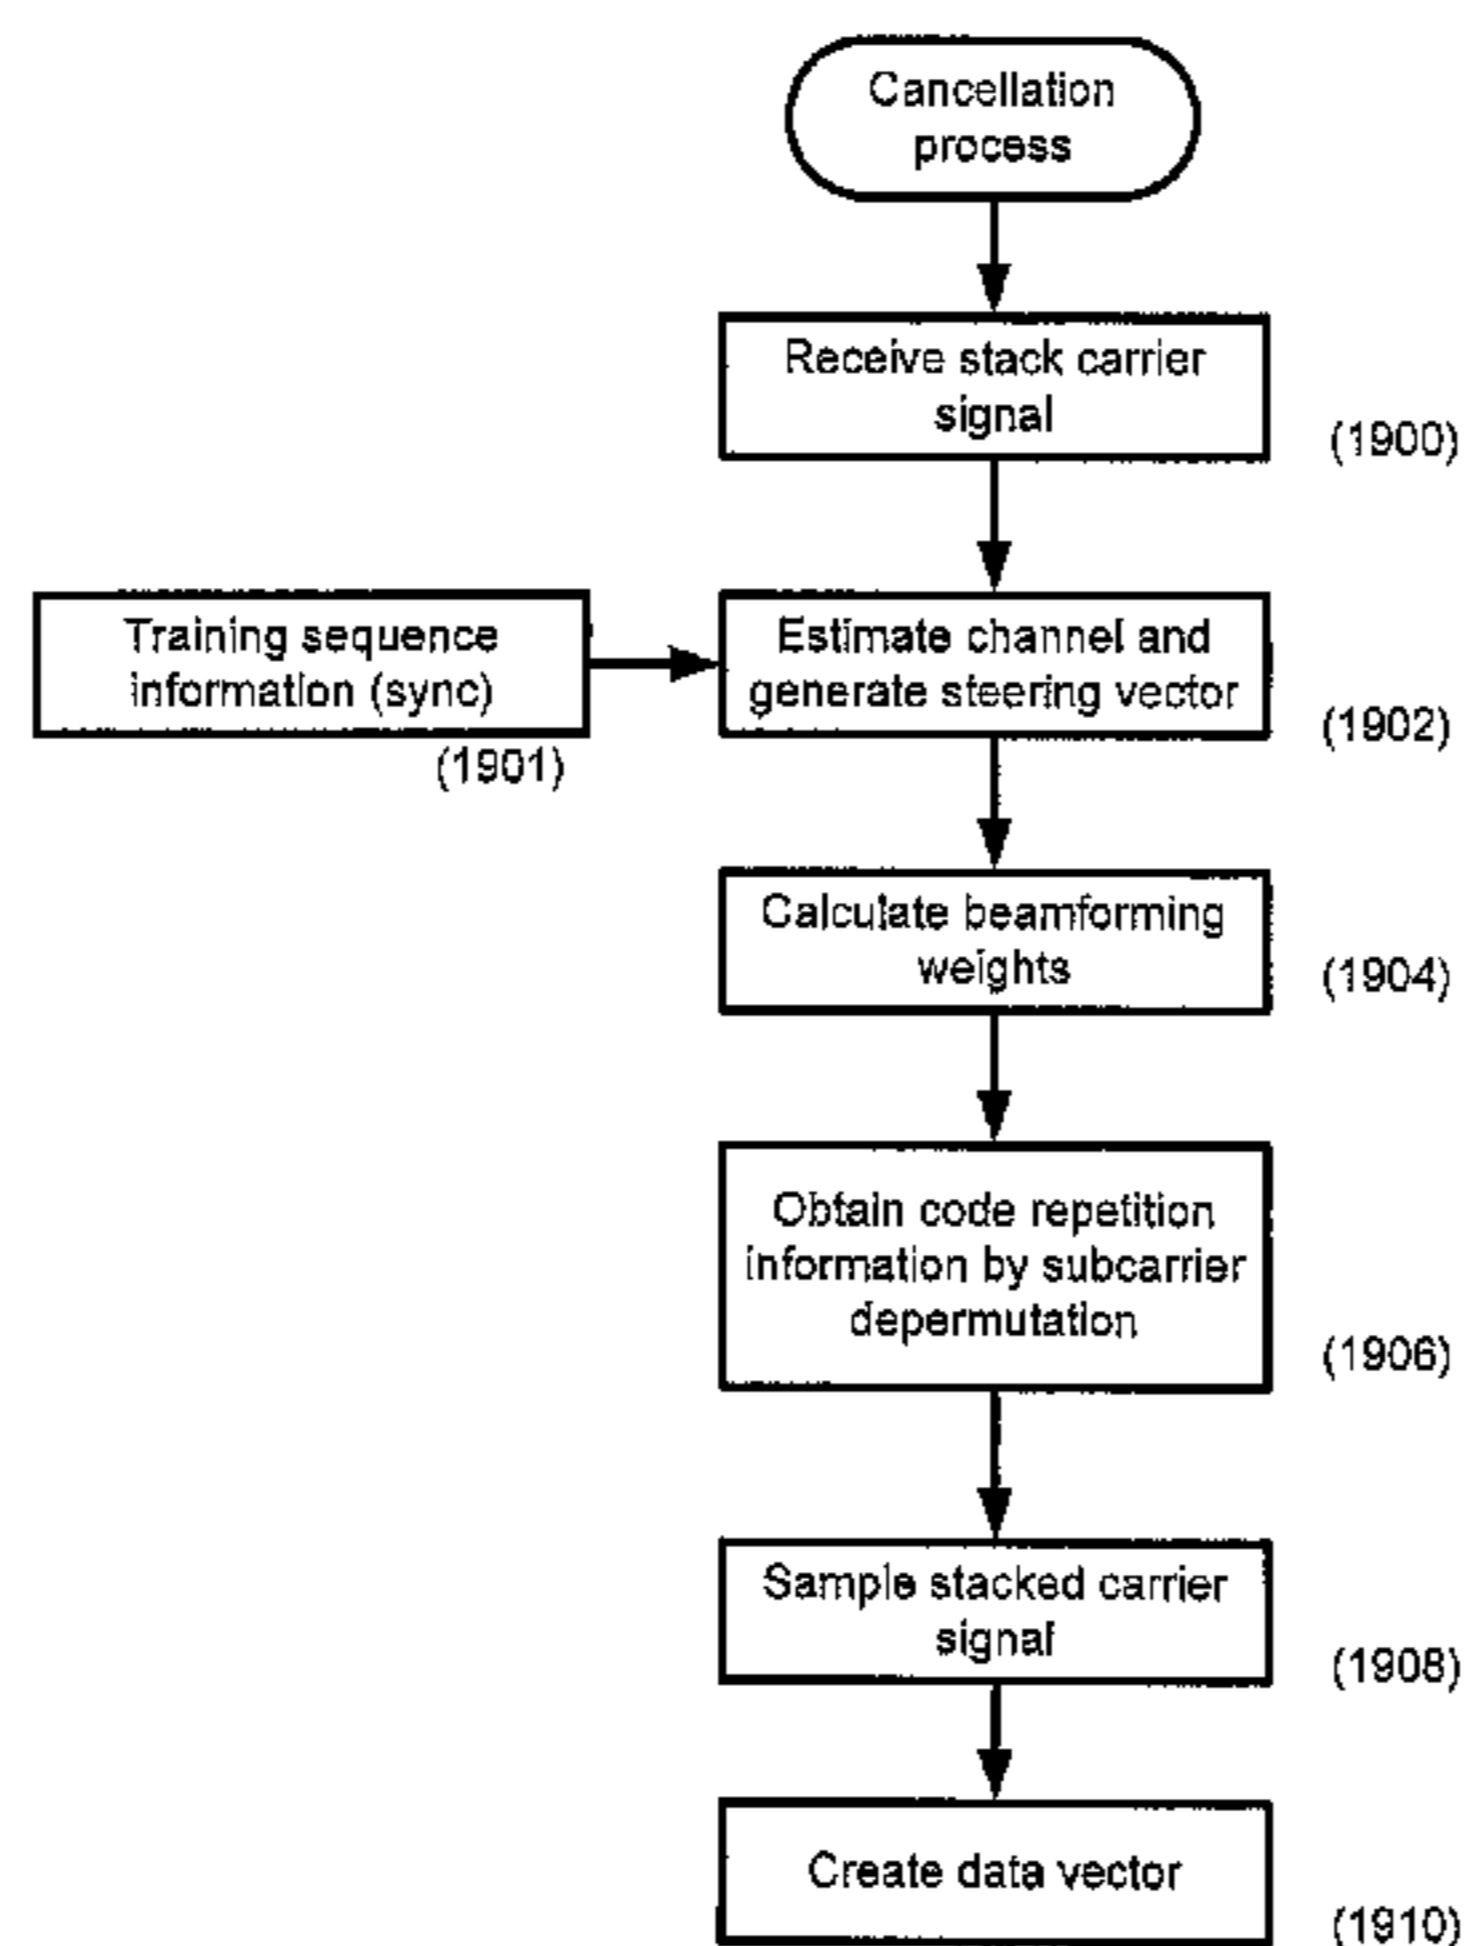 Cancellation
process
Receive stack carrier
signal
(1900)
Training sequence
information (sync)
(1901)
Estimate channel and
generate steering vector
(1902)
Calculate beamforming
weights
(1904)
Obtain code repetition
information by subcarrier
depermutation
(1906)
Sample stacked carrier
signal
(1908)
Create data vector
(1910)